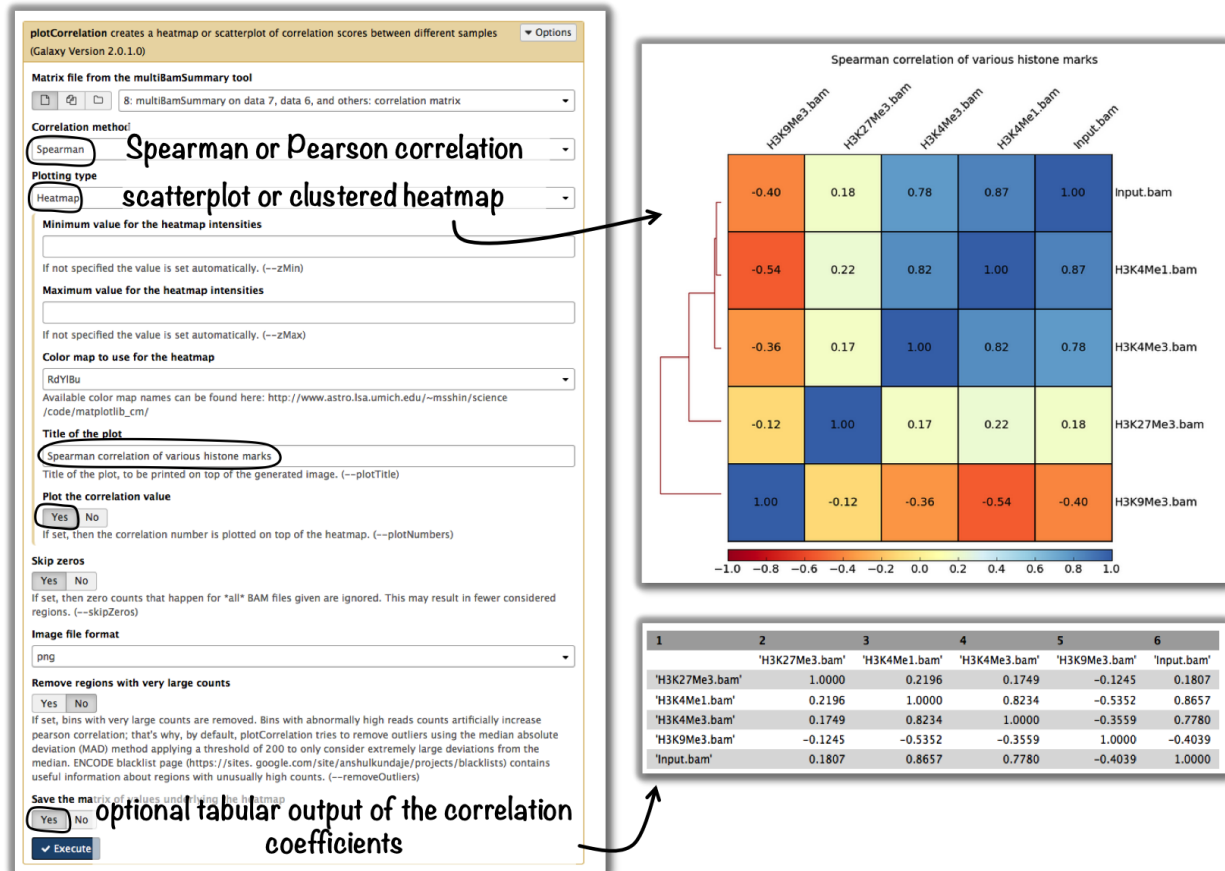 plotCorrelation creates a heatmap or scatterplot of correlation scores between different samples
(Galaxy Version 2.0.1.0)
Options
Matrix file from the multiBamSummary tool
8: multiBamSummary on data 7, data 6, and others: correlation matrix
Correlation method
Spearman
Spearman or Pearson correlation
Plotting type
Heatmap
scatterplot or clustered heatmap
Minimum value for the heatmap intensities
If not specified the value is set automatically. (--zMin)
Maximum value for the heatmap intensities
If not specified the value is set automatically. (--zMax)
Color map to use for the heatmap
RdYlBu
Available color map names can be found here: http://www.astro.lsa.umich.edu/~msshin/science
/code/matplotlib_cm/
Title of the plot
Spearman correlation of various histone marks
Title of the plot, to be printed on top of the generated image. (--plotTitle)
Plot the correlation value
Yes No
If set, then the correlation number is plotted on top of the heatmap. (--plotNumbers)
Skip zeros
Yes No
If set, then zero counts that happen for *all* BAM files given are ignored. This may result in fewer considered
regions. (--skipZeros)
Image file format
png
Remove regions with very large counts
Yes No
If set, bins with very large counts are removed. Bins with abnormally high reads counts artificially increase
pearson correlation; that's why, by default, plotCorrelation tries to remove outliers using the median absolute
deviation (MAD) method applying a threshold of 200 to only consider extremely large deviations from the
median. ENCODE blacklist page (https://sites. google.com/site/anshulkundaje/projects/blacklists) contains
useful information about regions with unusually high counts. (--removeOutliers)
Save the matrix of values underlying the heatmap
Yes No
optional tabular output of the correlation
coefficients
Execute
Spearman correlation of various histone marks
H3K9Me3.bam H3K27Me3.bam H3K4Me3.bam H3K4Me1.bam Input.bam
-0.40 0.18 0.78 0.87 1.00 Input.bam
-0.54 0.22 0.82 1.00 0.87 H3K4Me1.bam
-0.36 0.17 1.00 0.82 0.78 H3K4Me3.bam
-0.12 1.00 0.17 0.22 0.18 H3K27Me3.bam
1.00 -0.12 -0.36 -0.54 -0.40 H3K9Me3.bam
−1.0 −0.8 −0.6 −0.4 −0.2 0.0 0.2 0.4 0.6 0.8 1.0
1 2 3 4 5 6
'H3K27Me3.bam' 'H3K4Me1.bam' 'H3K4Me3.bam' 'H3K9Me3.bam' 'Input.bam'
'H3K27Me3.bam' 1.0000 0.2196 0.1749 −0.1245 0.1807
'H3K4Me1.bam' 0.2196 1.0000 0.8234 −0.5352 0.8657
'H3K4Me3.bam' 0.1749 0.8234 1.0000 −0.3559 0.7780
'H3K9Me3.bam' −0.1245 −0.5352 −0.3559 1.0000 −0.4039
'Input.bam' 0.1807 0.8657 0.7780 −0.4039 1.0000